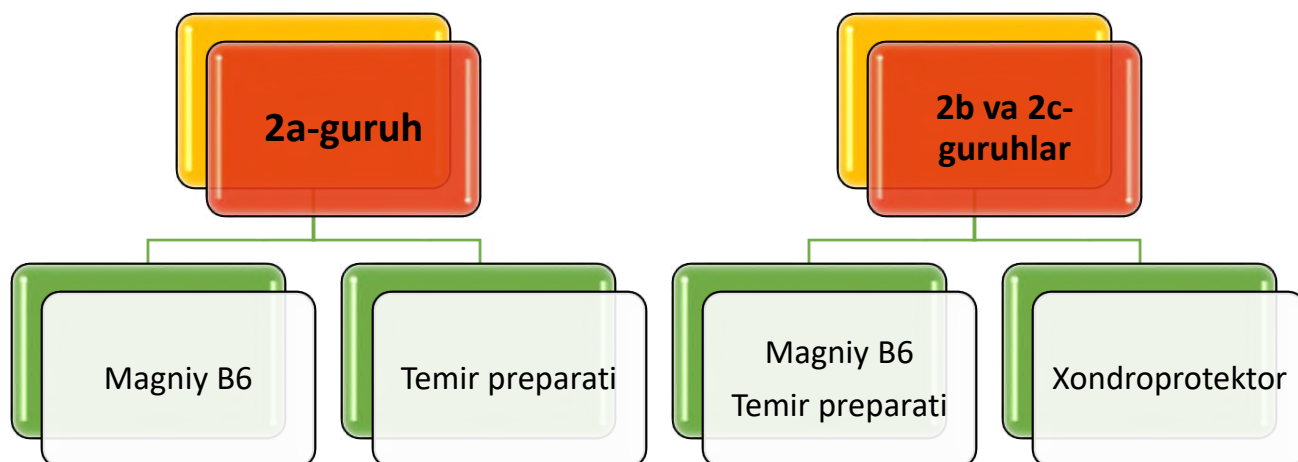 2a-guruh
2b va 2c-
guruhlar
Magniy B6
Temir preparati
Magniy B6
Temir preparati
Xondroprotektor